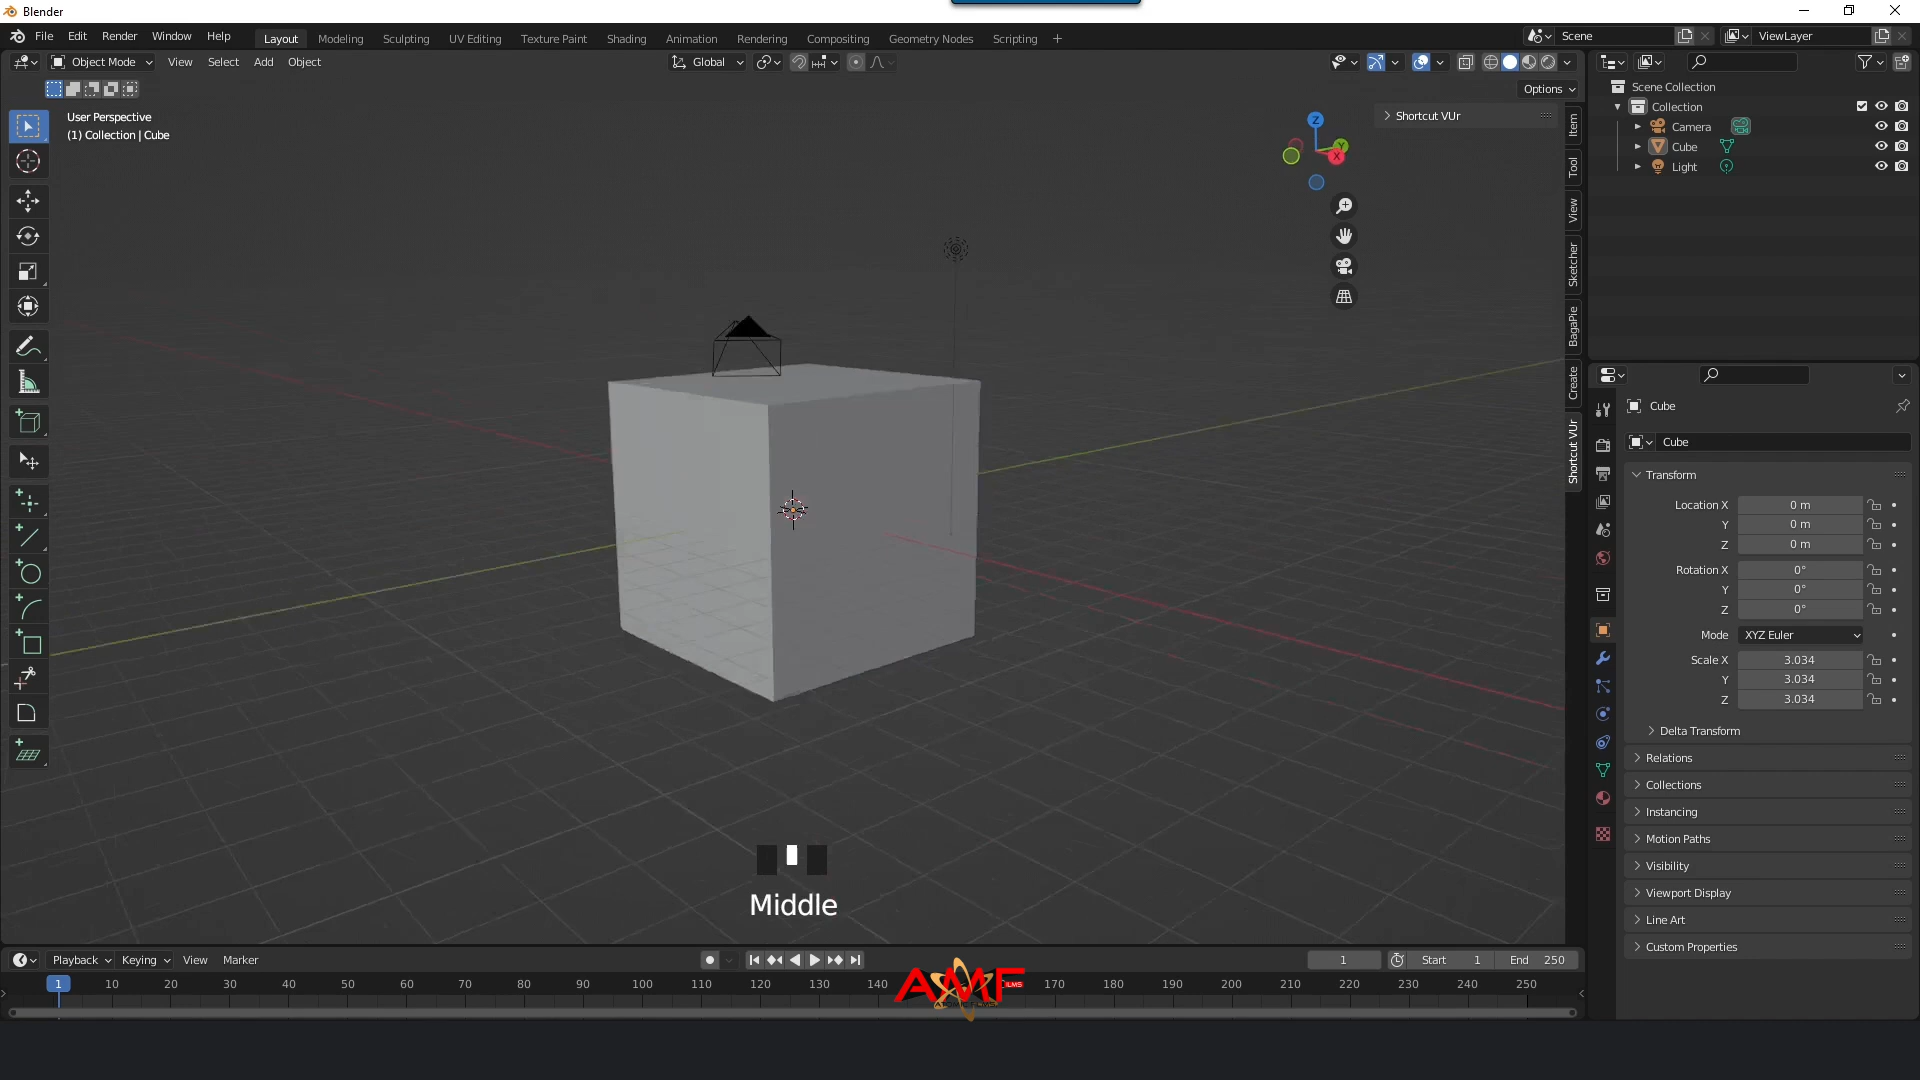 Blender
File Edit Render Window Help
Layout Modeling Sculpting UV Editing Texture Paint Shading Animation Rendering Compositing Geometry Nodes Scripting
Scene
ViewLayer
Object Mode View Select Add Object
Global
Options
User Perspective
(1) Collection | Cube
Shortcut VUr
Z
Y
X
Item
Tool
View
Sketcher
BagaPie
Create
Shortcut VUr
Scene Collection
Collection
Camera
Cube
Light
Cube
Cube
Transform
Location X 0 m
Y 0 m
Z 0 m
Rotation X 0°
Y 0°
Z 0°
Mode XYZ Euler
Scale X 3.034
Y 3.034
Z 3.034
Delta Transform
Relations
Collections
Instancing
Motion Paths
Visibility
Viewport Display
Line Art
Custom Properties
Middle
Playback Keying View Marker
1 Start 1 End 250
1 10 20 30 40 50 60 70 80 90 100 110 120 130 140 170 180 190 200 210 220 230 240 250
AMF